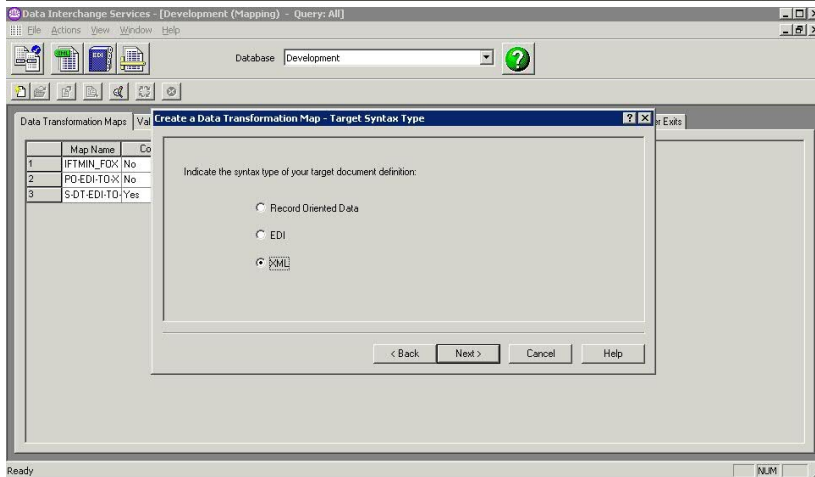 Data Interchange Services - [Development (Mapping) - Query: All]
File Actions View Window Help
Database Development
Data Transformation Maps Val
er Exits
Map Name Co
1 IFTMIN_FOX No
2 PO-EDI-TO-X No
3 S-DT-EDI-TO- Yes
Create a Data Transformation Map - Target Syntax Type
Indicate the syntax type of your target document definition:
Record Oriented Data
EDI
XML
< Back Next > Cancel Help
Ready NUM